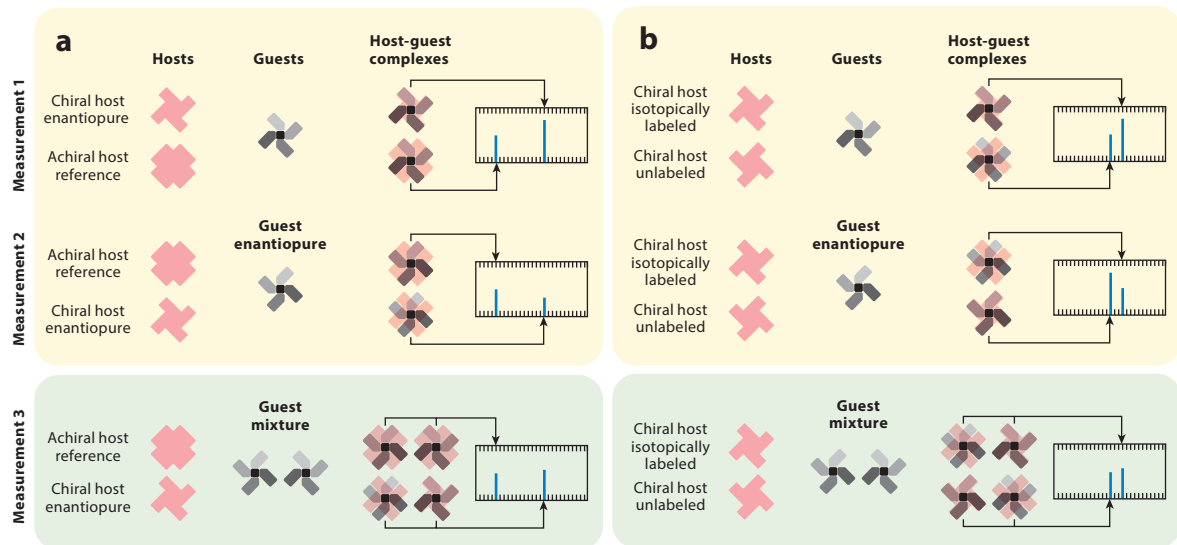 a
Hosts
Guests
Host-guest
complexes
Measurement 1
Chiral host
enantiopure
Achiral host
reference
Measurement 2
Guest
enantiopure
Achiral host
reference
Chiral host
enantiopure
Measurement 3
Guest
mixture
Achiral host
reference
Chiral host
enantiopure
b
Hosts
Guests
Host-guest
complexes
Chiral host
isotopically
labeled
Chiral host
unlabeled
Guest
enantiopure
Chiral host
isotopically
labeled
Chiral host
unlabeled
Guest
mixture
Chiral host
isotopically
labeled
Chiral host
unlabeled